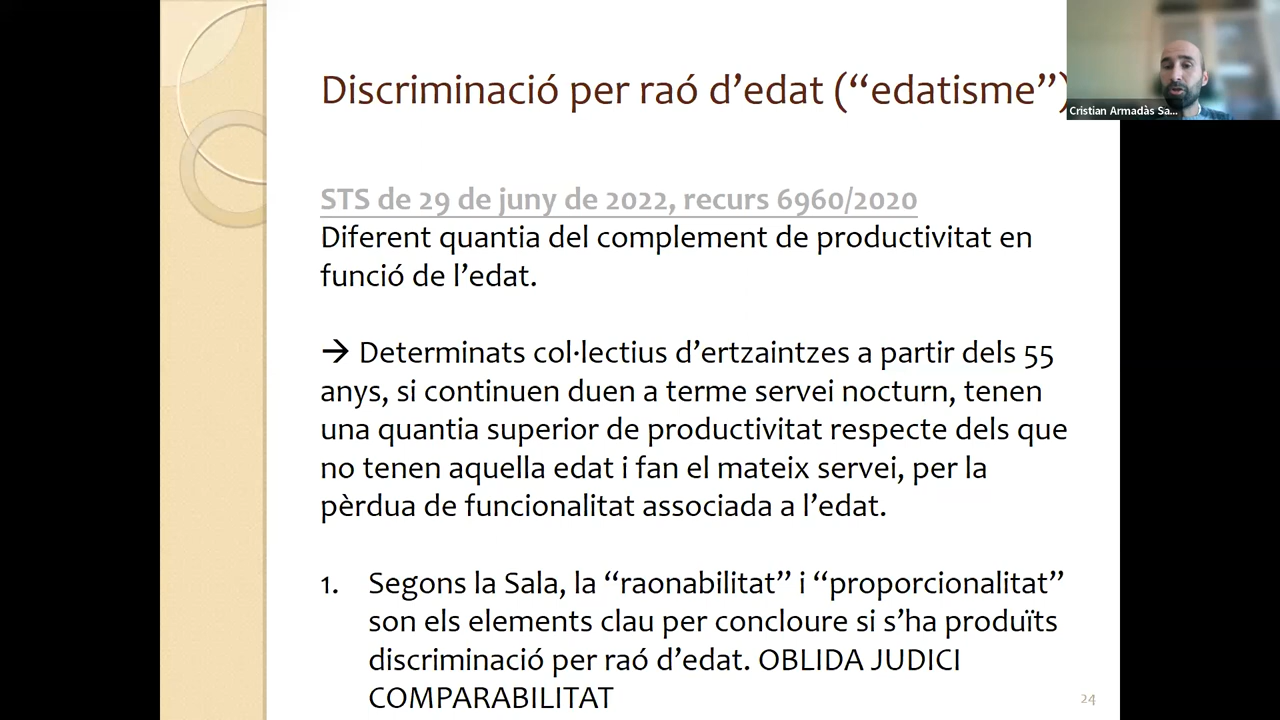 Discriminació per raó d’edat (“edatisme”)
Cristian Armadàs Sa...
STS de 29 de juny de 2022, recurs 6960/2020
Diferent quantia del complement de productivitat en
funció de l’edat.
→ Determinats col·lectius d’ertzaintzes a partir dels 55
anys, si continuen duen a terme servei nocturn, tenen
una quantia superior de productivitat respecte dels que
no tenen aquella edat i fan el mateix servei, per la
pèrdua de funcionalitat associada a l’edat.
1. Segons la Sala, la “raonabilitat” i “proporcionalitat”
son els elements clau per concloure si s’ha produïts
discriminació per raó d’edat. OBLIDA JUDICI
COMPARABILITAT
24